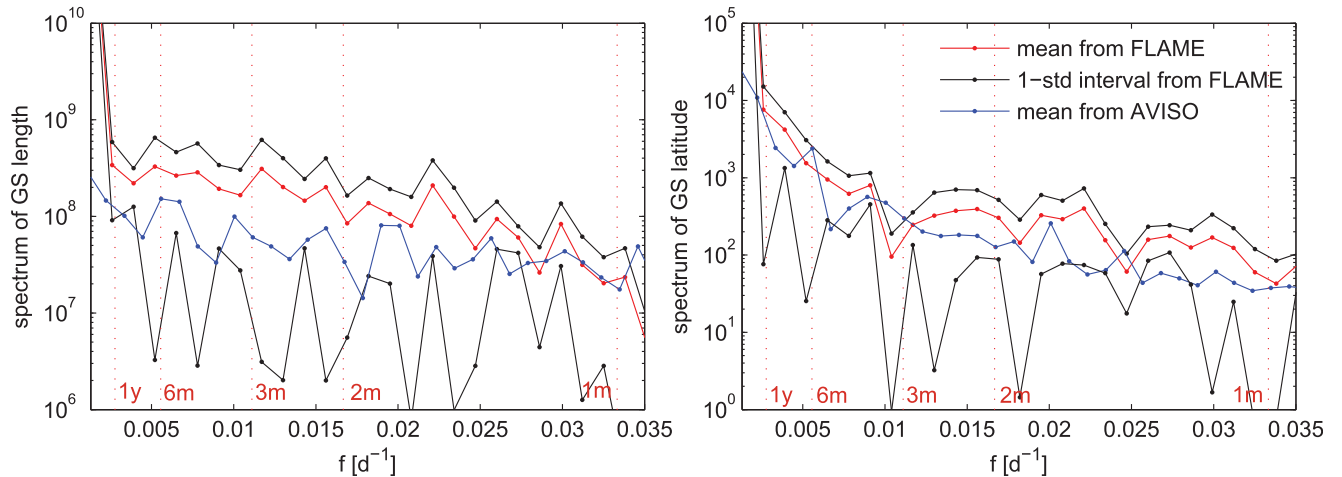 10^10
10^9
10^8
10^7
10^6
spectrum of GS length
1y
6m
3m
2m
1m
0.005
0.01
0.015
0.02
0.025
0.03
0.035
f [d^−1]
10^5
10^4
10^3
10^2
10^1
10^0
spectrum of GS latitude
mean from FLAME
1−std interval from FLAME
mean from AVISO
1y
6m
3m
2m
1m
0.005
0.01
0.015
0.02
0.025
0.03
0.035
f [d^−1]